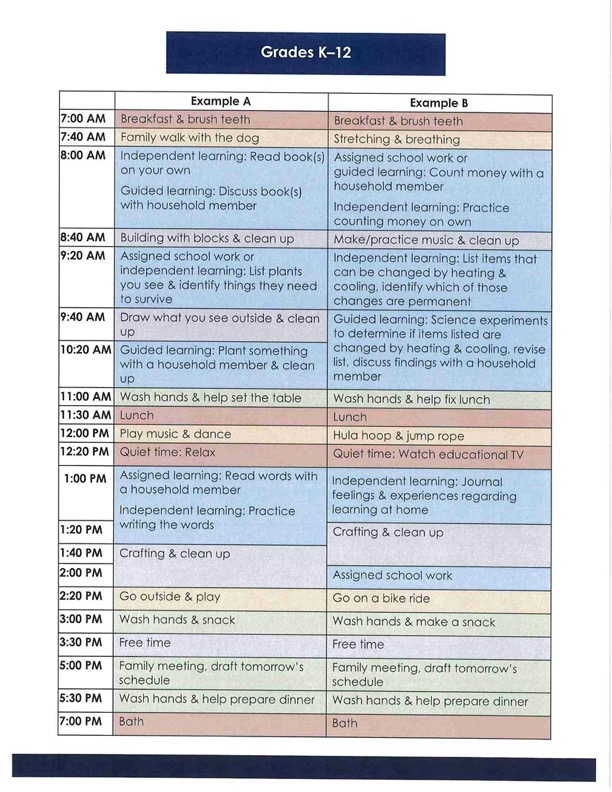 Grades K–12
Example A
Example B
7:00 AM
Breakfast & brush teeth
Breakfast & brush teeth
7:40 AM
Family walk with the dog
Stretching & breathing
8:00 AM
Independent learning: Read book(s)
on your own
Guided learning: Discuss book(s)
with household member
Assigned school work or
guided learning: Count money with a
household member
Independent learning: Practice
counting money on own
8:40 AM
Building with blocks & clean up
Make/practice music & clean up
9:20 AM
Assigned school work or
independent learning: List plants
you see & identify things they need
to survive
Independent learning: List items that
can be changed by heating &
cooling, identify which of those
changes are permanent
9:40 AM
Draw what you see outside & clean
up
Guided learning: Science experiments
to determine if items listed are
changed by heating & cooling, revise
list, discuss findings with a household
member
10:20 AM
Guided learning: Plant something
with a household member & clean
up
11:00 AM
Wash hands & help set the table
Wash hands & help fix lunch
11:30 AM
Lunch
Lunch
12:00 PM
Play music & dance
Hula hoop & jump rope
12:20 PM
Quiet time: Relax
Quiet time: Watch educational TV
1:00 PM
Assigned learning: Read words with
a household member
Independent learning: Practice
writing the words
Independent learning: Journal
feelings & experiences regarding
learning at home
1:20 PM
Crafting & clean up
1:40 PM
Crafting & clean up
2:00 PM
Assigned school work
2:20 PM
Go outside & play
Go on a bike ride
3:00 PM
Wash hands & snack
Wash hands & make a snack
3:30 PM
Free time
Free time
5:00 PM
Family meeting, draft tomorrow's
schedule
Family meeting, draft tomorrow's
schedule
5:30 PM
Wash hands & help prepare dinner
Wash hands & help prepare dinner
7:00 PM
Bath
Bath